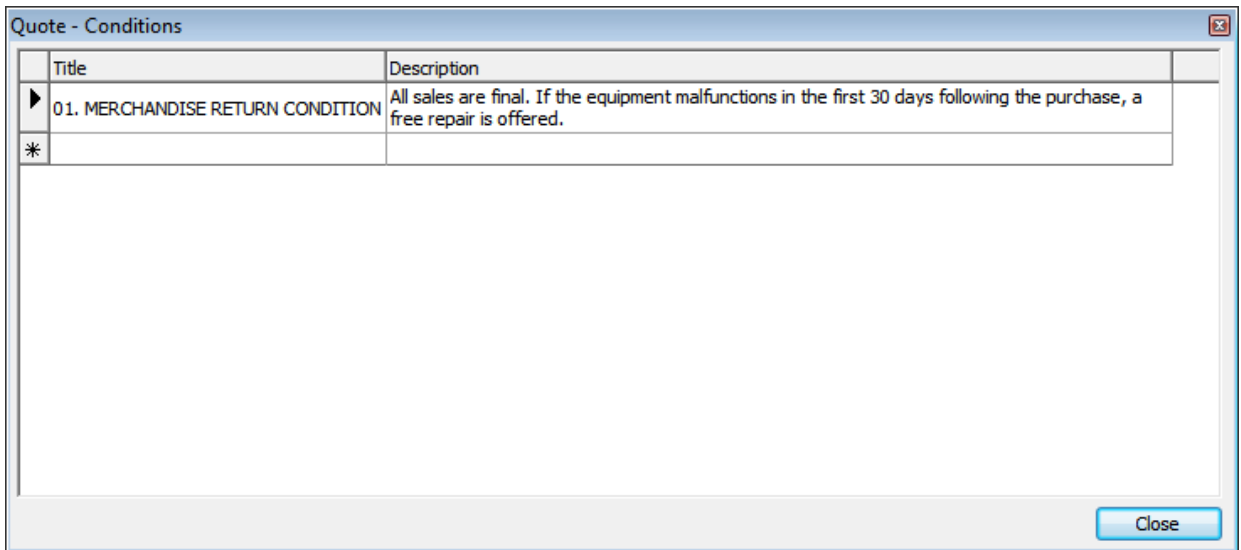 Quote - Conditions
Title Description
01. MERCHANDISE RETURN CONDITION All sales are final. If the equipment malfunctions in the first 30 days following the purchase, a
free repair is offered.
Close